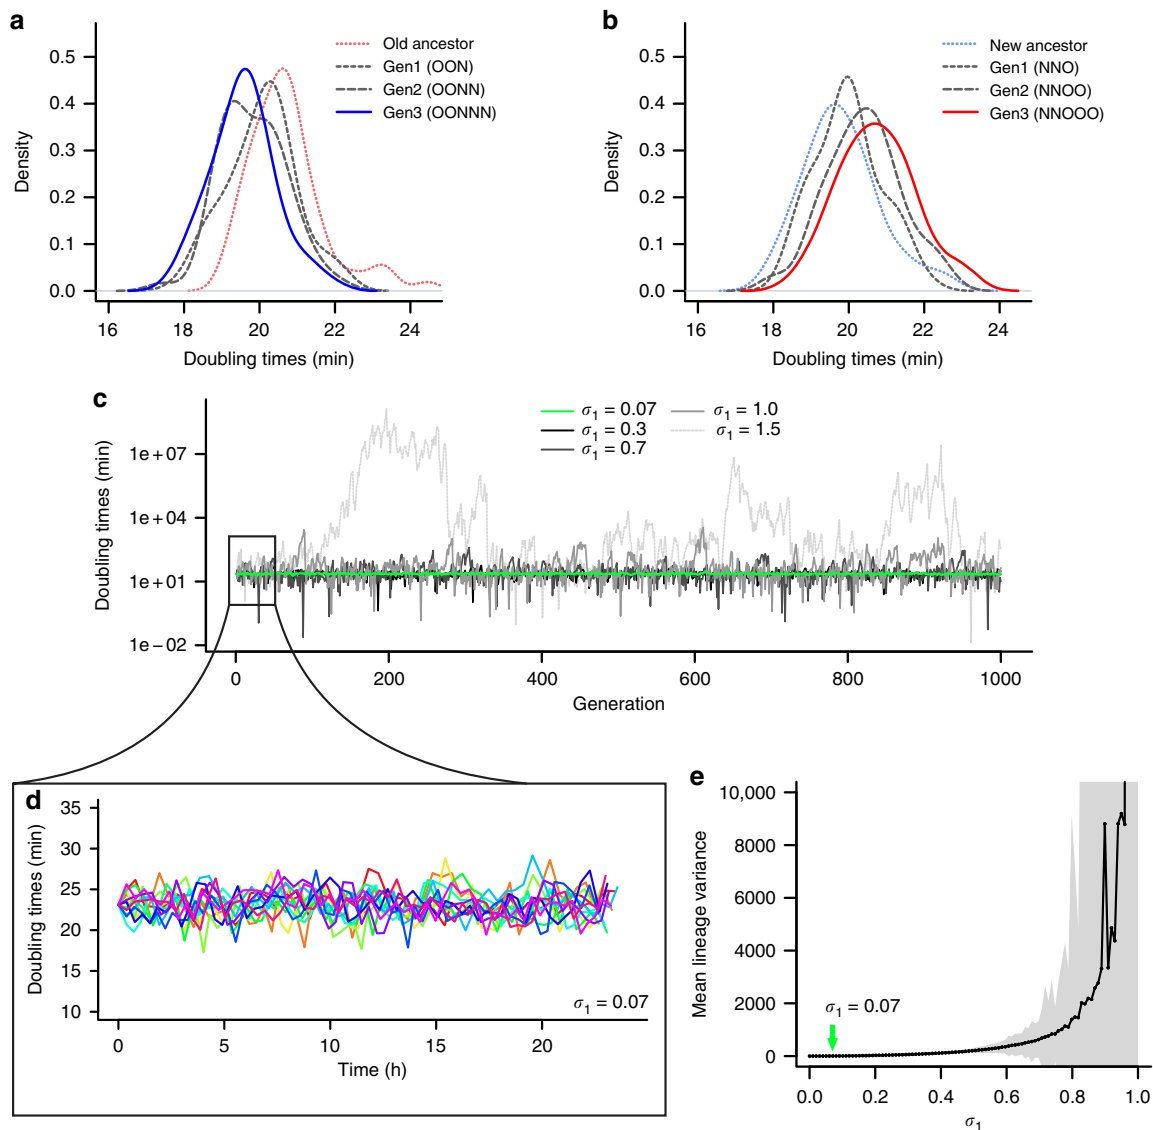 a
Old ancestor
Gen1 (OON)
Gen2 (OONN)
Gen3 (OONNN)
Density
0.5
0.4
0.3
0.2
0.1
0.0
16 18 20 22 24
Doubling times (min)
b
New ancestor
Gen1 (NNO)
Gen2 (NNOO)
Gen3 (NNOOO)
Density
0.5
0.4
0.3
0.2
0.1
0.0
16 18 20 22 24
Doubling times (min)
c
σ1 = 0.07
σ1 = 0.3
σ1 = 0.7
σ1 = 1.0
σ1 = 1.5
Doubling times (min)
1e+07
1e+04
1e+01
1e−02
0 200 400 600 800 1000
Generation
d
Doubling times (min)
35
30
25
20
15
10
σ1 = 0.07
0 5 10 15 20
Time (h)
e
Mean lineage variance
10,000
8000
6000
4000
2000
0
σ1 = 0.07
0.0 0.2 0.4 0.6 0.8 1.0
σ1